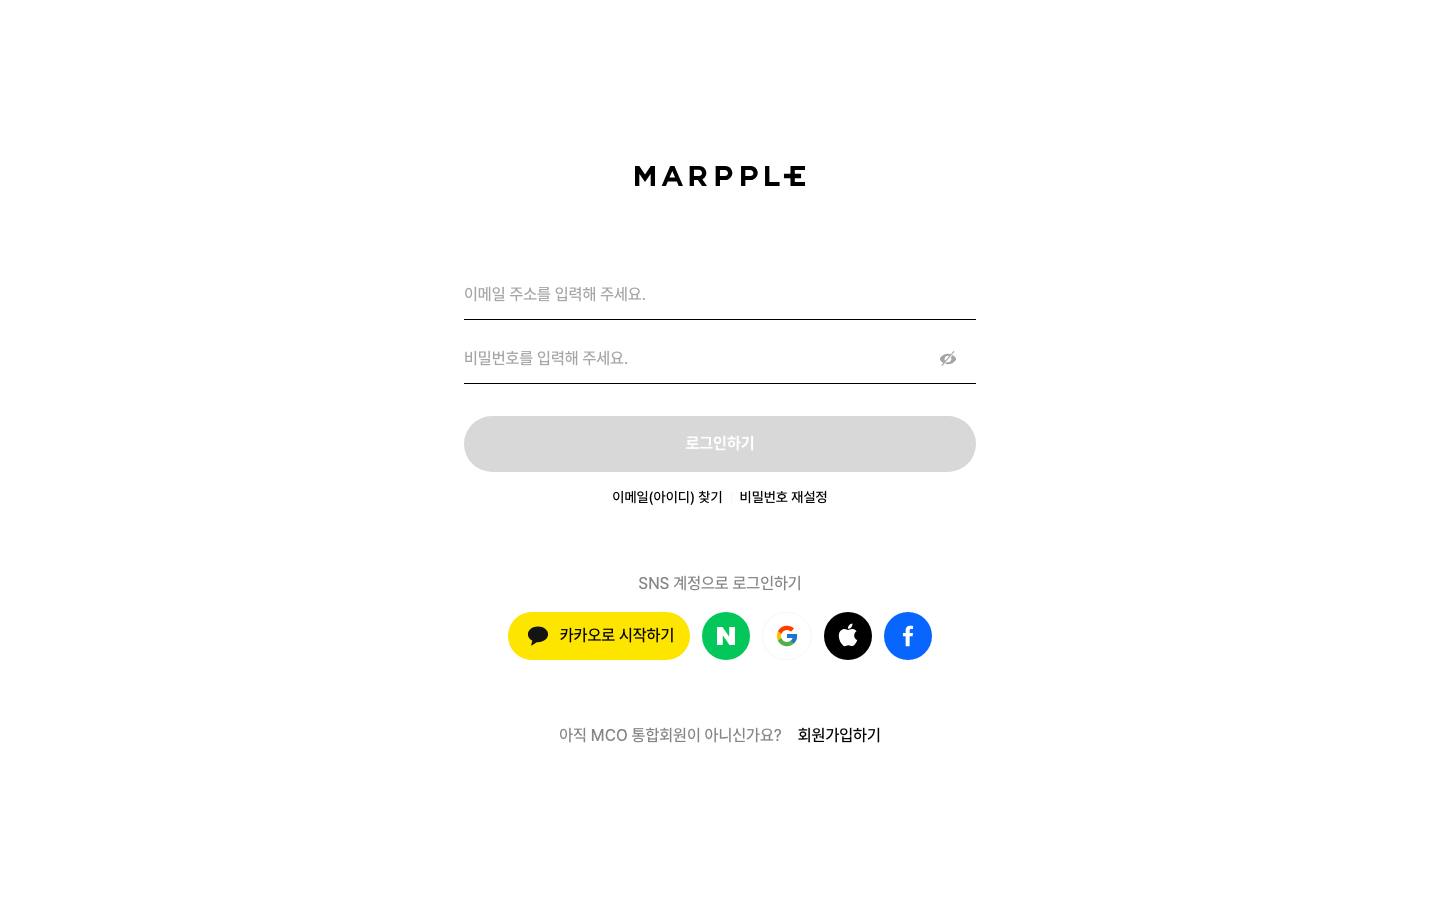 MARPPLE
이메일 주소를 입력해 주세요.
비밀번호를 입력해 주세요.
로그인하기
이메일(아이디) 찾기 비밀번호 재설정
SNS 계정으로 로그인하기
카카오로 시작하기
아직 MCO 통합회원이 아니신가요? 회원가입하기